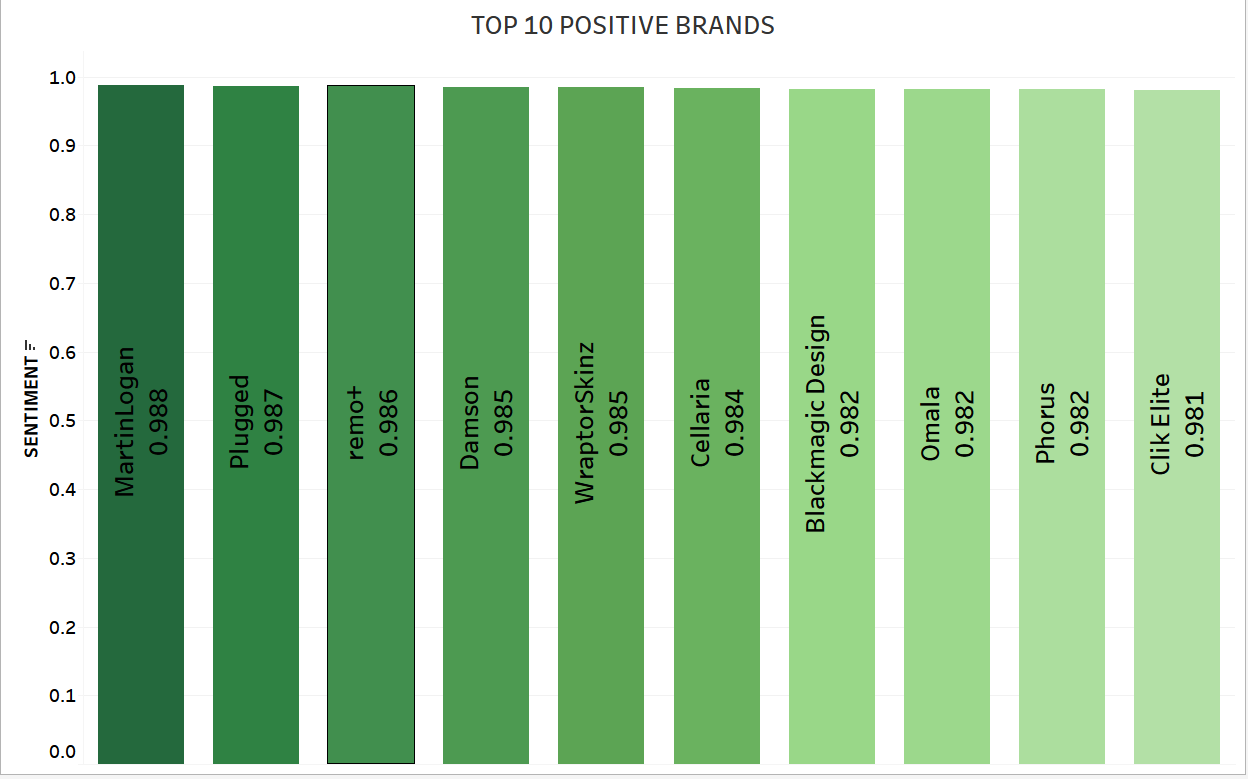 TOP 10 POSITIVE BRANDS
1.0
0.9
0.8
0.7
0.6
0.5
0.4
0.3
0.2
0.1
0.0
SENTIMENT
MartinLogan
0.988
Plugged
0.987
remo+
0.986
Damson
0.985
WraptorSkinz
0.985
Cellaria
0.984
Blackmagic Design
0.982
Omala
0.982
Phorus
0.982
Clik Elite
0.981